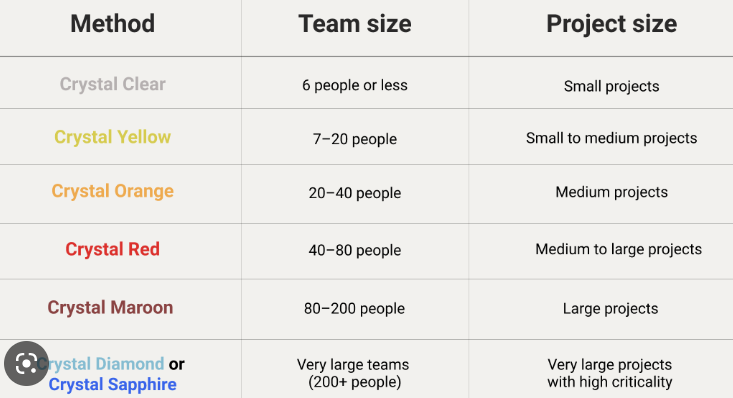 Method Team size Project size
Crystal Clear 6 people or less Small projects
Crystal Yellow 7–20 people Small to medium projects
Crystal Orange 20–40 people Medium projects
Crystal Red 40–80 people Medium to large projects
Crystal Maroon 80–200 people Large projects
Crystal Diamond or Very large teams Very large projects
Crystal Sapphire (200+ people) with high criticality